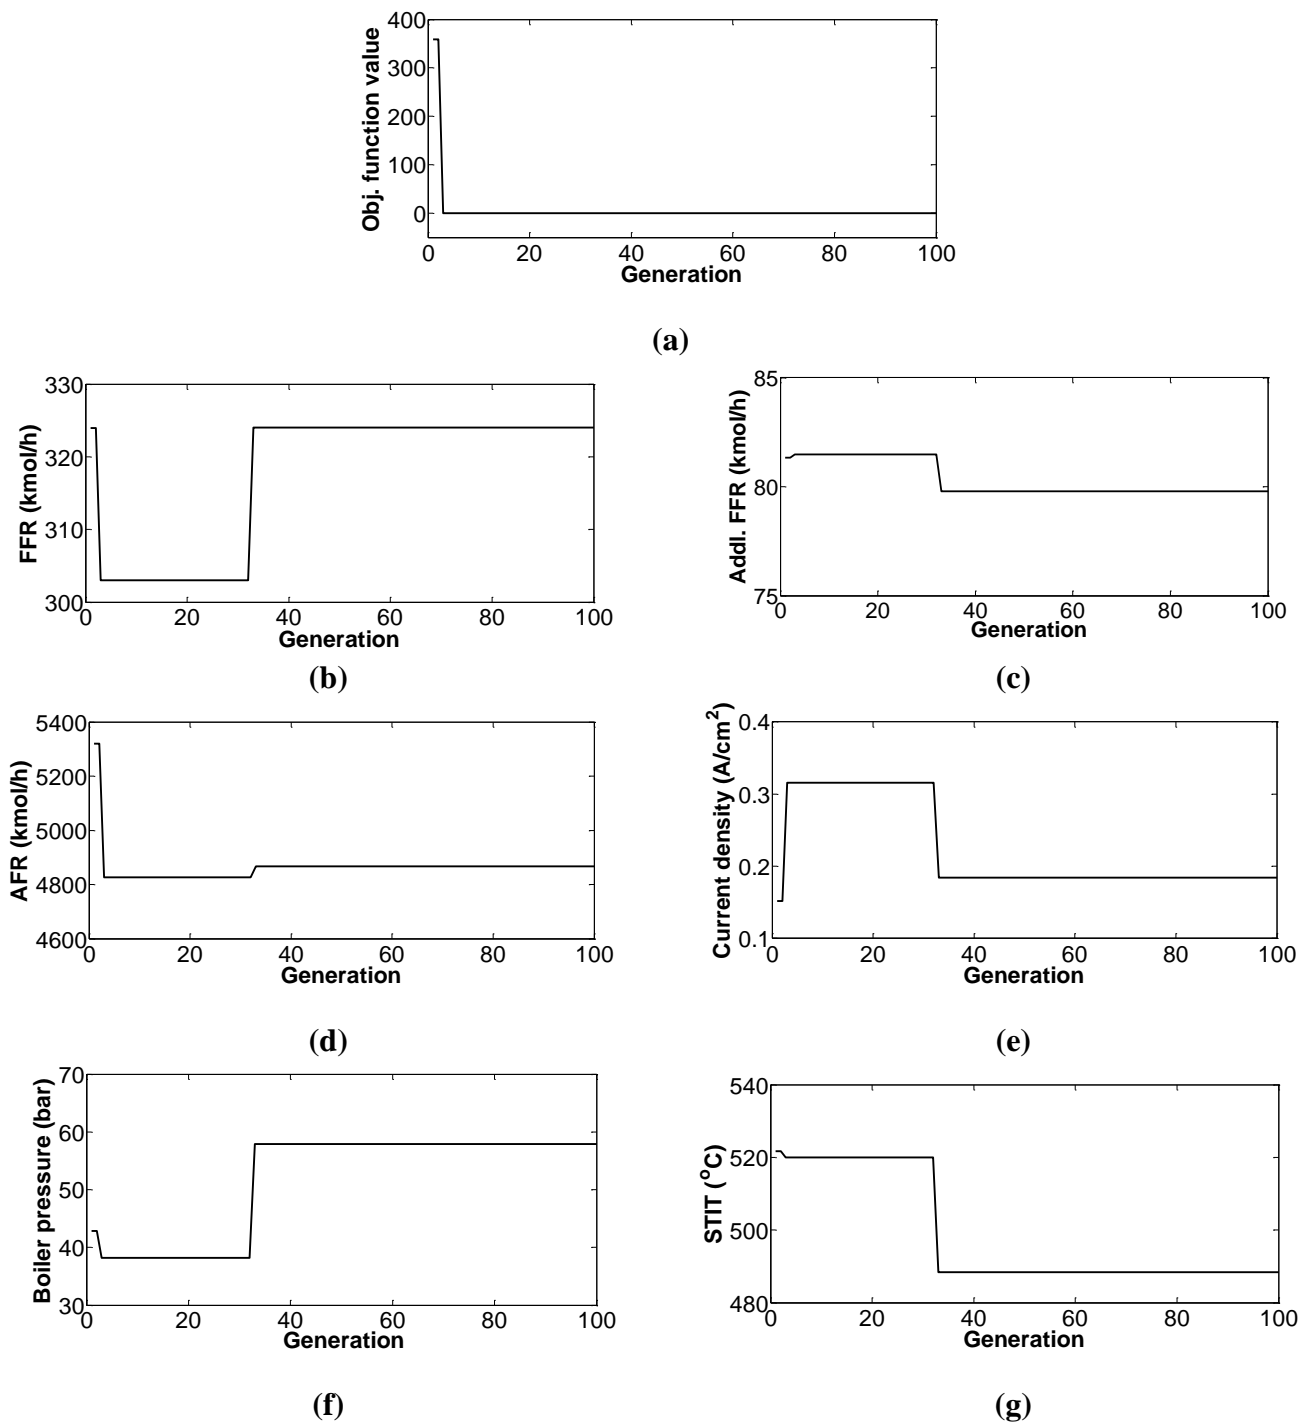 400
300
200
100
0
Obj. function value
0 20 40 60 80 100
Generation
(a)
330
320
310
300
FFR (kmol/h)
0 20 40 60 80 100
Generation
(b)
85
80
75
Addl. FFR (kmol/h)
0 20 40 60 80 100
Generation
(c)
5400
5200
5000
4800
4600
AFR (kmol/h)
0 20 40 60 80 100
Generation
(d)
0.4
0.3
0.2
0.1
Current density (A/cm²)
0 20 40 60 80 100
Generation
(e)
70
60
50
40
30
Boiler pressure (bar)
0 20 40 60 80 100
Generation
(f)
540
520
500
480
STIT (°C)
0 20 40 60 80 100
Generation
(g)